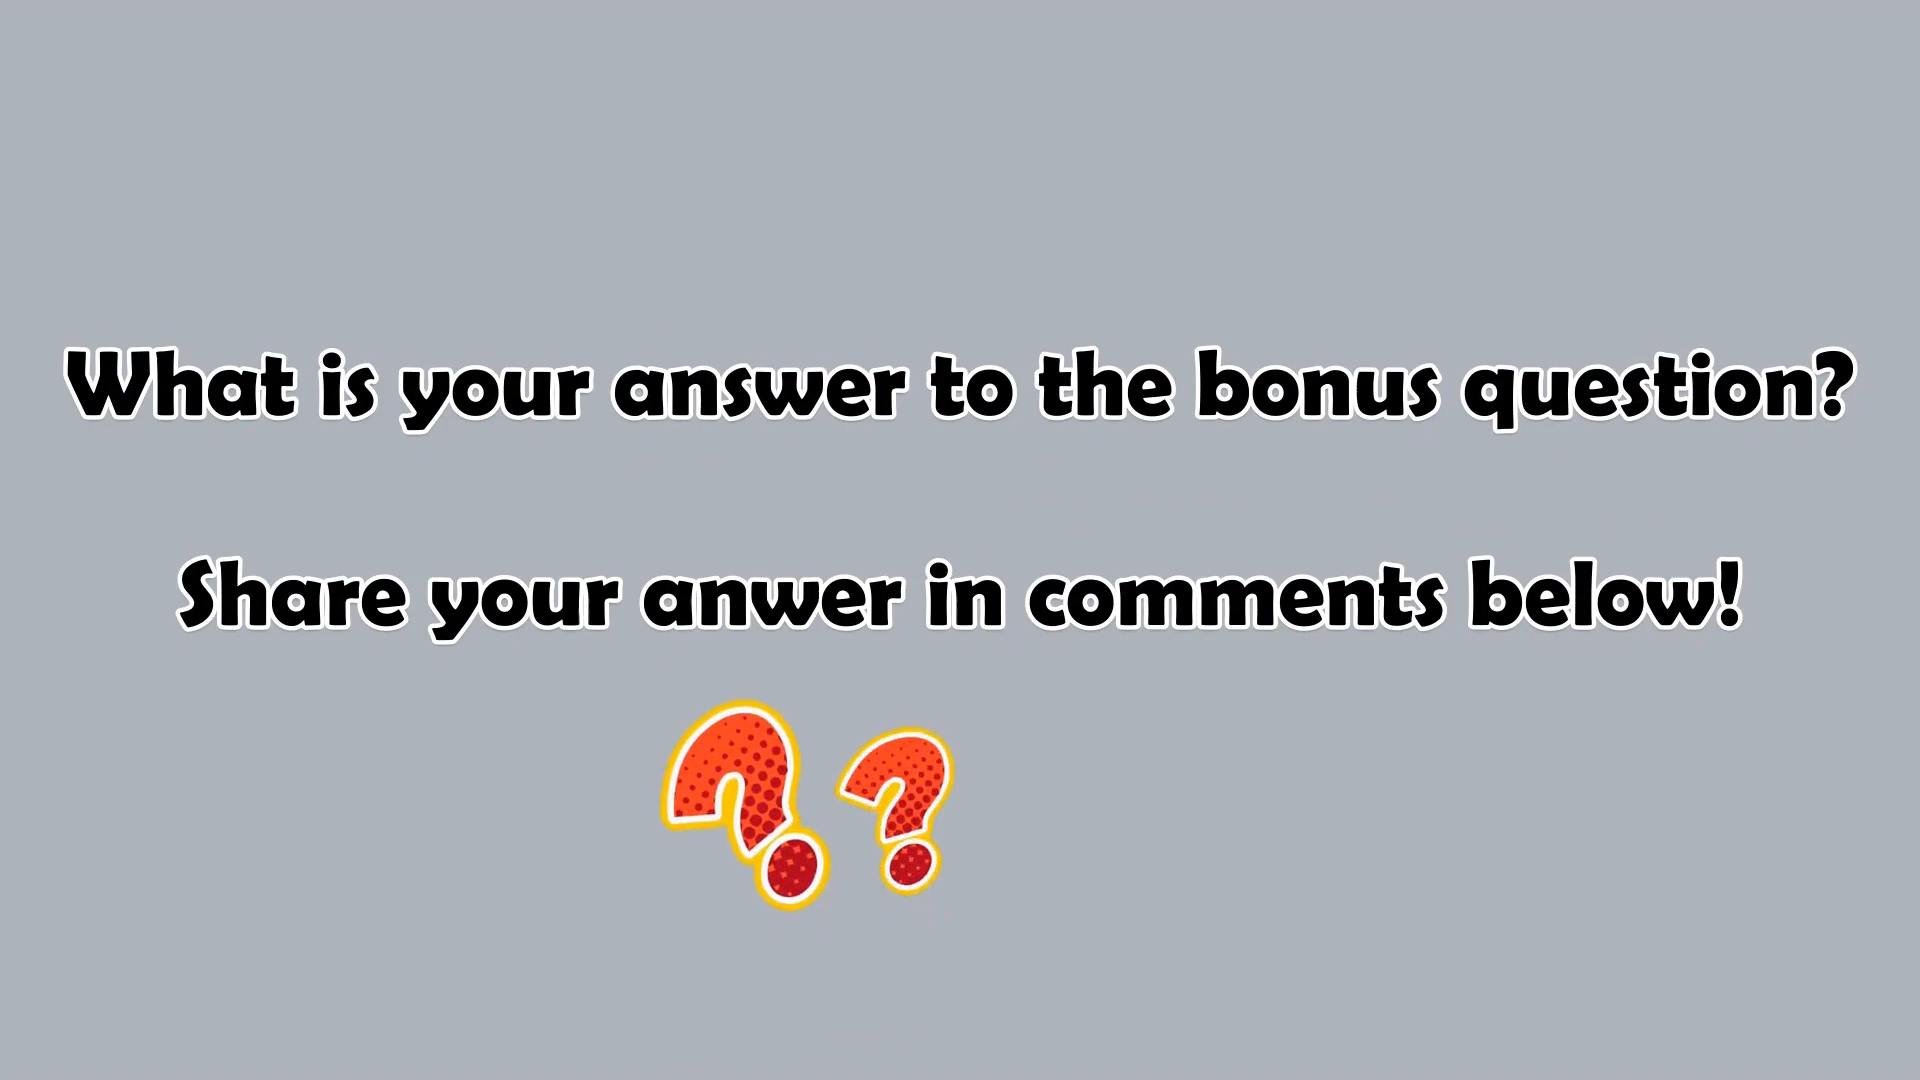 What is your answer to the bonus question?
Share your anwer in comments below!
??